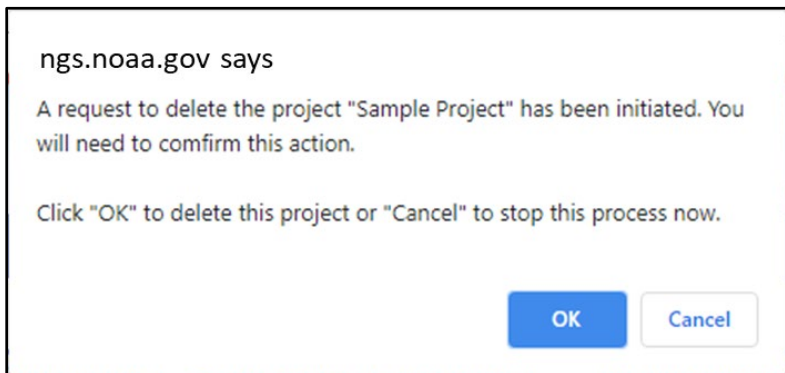 ngs.noaa.gov says
A request to delete the project "Sample Project" has been initiated. You
will need to comfirm this action.
Click "OK" to delete this project or "Cancel" to stop this process now.
OK
Cancel